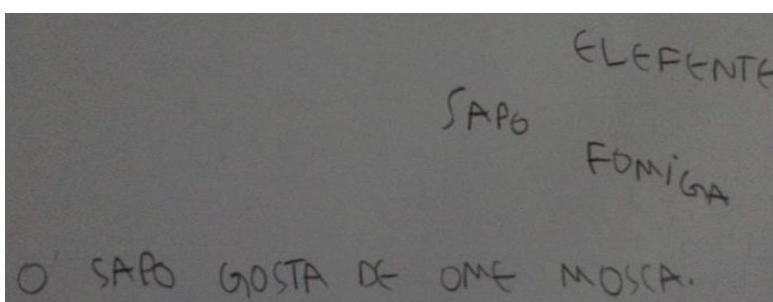 ELEFENTE
SAPO
FOMIGA
O SAPO GOSTA DE OME MOSCA.